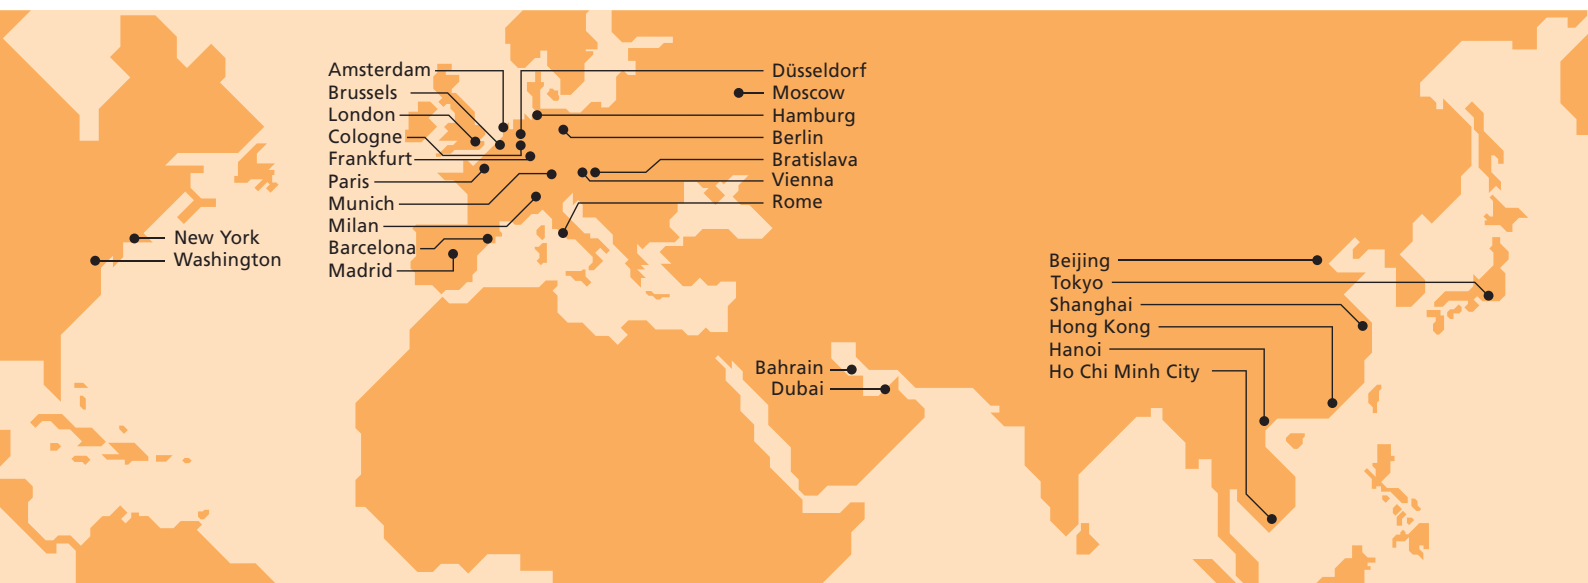 New York
Washington
Amsterdam
Brussels
London
Cologne
Frankfurt
Paris
Munich
Milan
Barcelona
Madrid
Düsseldorf
Moscow
Hamburg
Berlin
Bratislava
Vienna
Rome
Bahrain
Dubai
Beijing
Tokyo
Shanghai
Hong Kong
Hanoi
Ho Chi Minh City